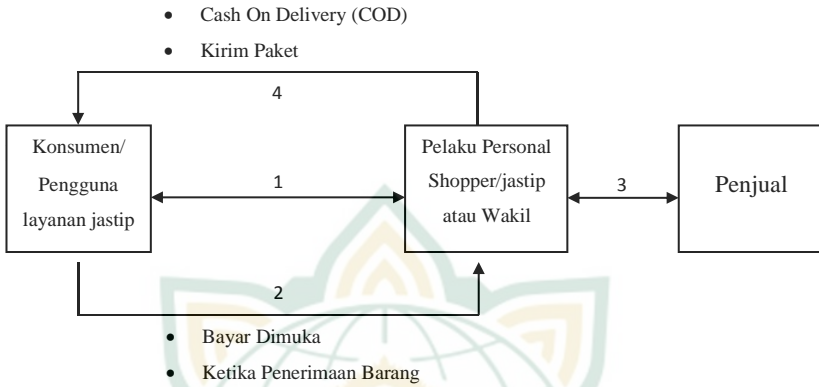 • Cash On Delivery (COD)
• Kirim Paket
4
Konsumen/
Pengguna
layanan jastip
1
Pelaku Personal
Shopper/jastip
atau Wakil
3
Penjual
2
• Bayar Dimuka
• Ketika Penerimaan Barang